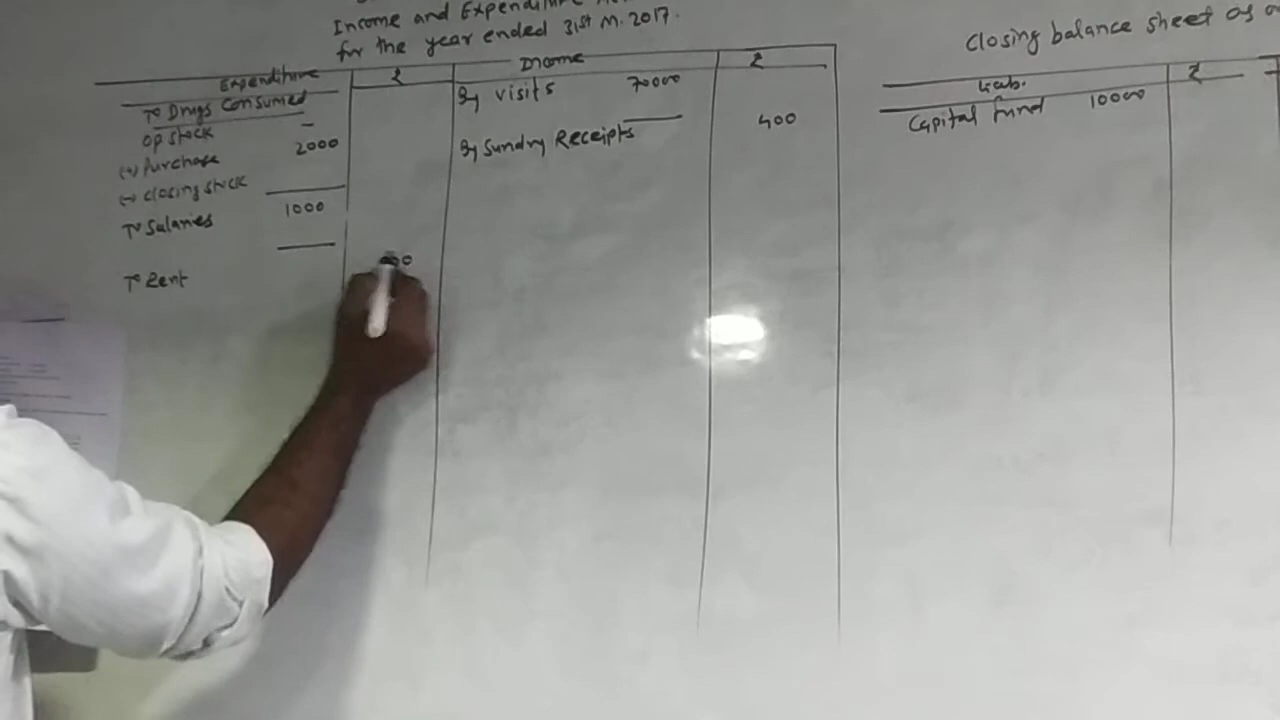 Income and Expenditure
for the year ended 31st M. 2017.
Expenditure ₹ Income ₹
To Drugs Consumed
Op stock —
(+) Purchase 2000
(-) closing stock
To Salaries 1000
To Rent
By visits 70000
By Sundry Receipts 400
Closing balance sheet as
Liab. ₹
Capital fund 10000